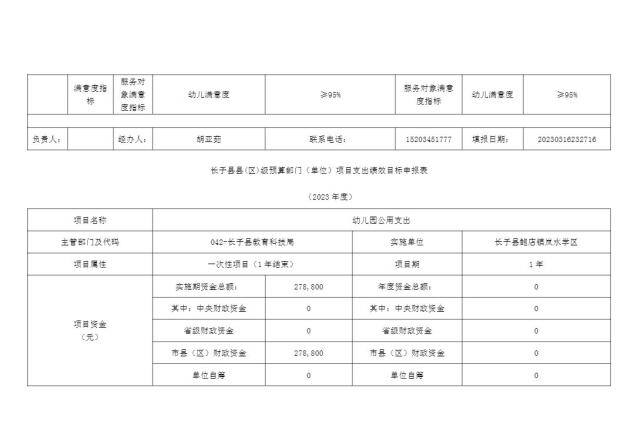 满意度指标 服务对象满意度指标 幼儿满意度 ≥95% 服务对象满意度指标 幼儿满意度 ≥95%
负责人： 经办人： 胡亚茹 联系电话： 15203451777 填报日期： 20230316232716
长子县县(区)级预算部门（单位）项目支出绩效目标申报表
（2023 年度）
项目名称 幼儿园公用支出
主管部门及代码 042-长子县教育科技局 实施单位 长子县鲍店镇岚水学区
项目属性 一次性项目（1 年结束） 项目期 1 年
项目资金（元） 实施期资金总额： 278,800 年度资金总额： 0
其中：中央财政资金 0 其中：中央财政资金 0
省级财政资金 0 省级财政资金 0
市县（区）财政资金 278,800 市县（区）财政资金 0
单位自筹 0 单位自筹 0